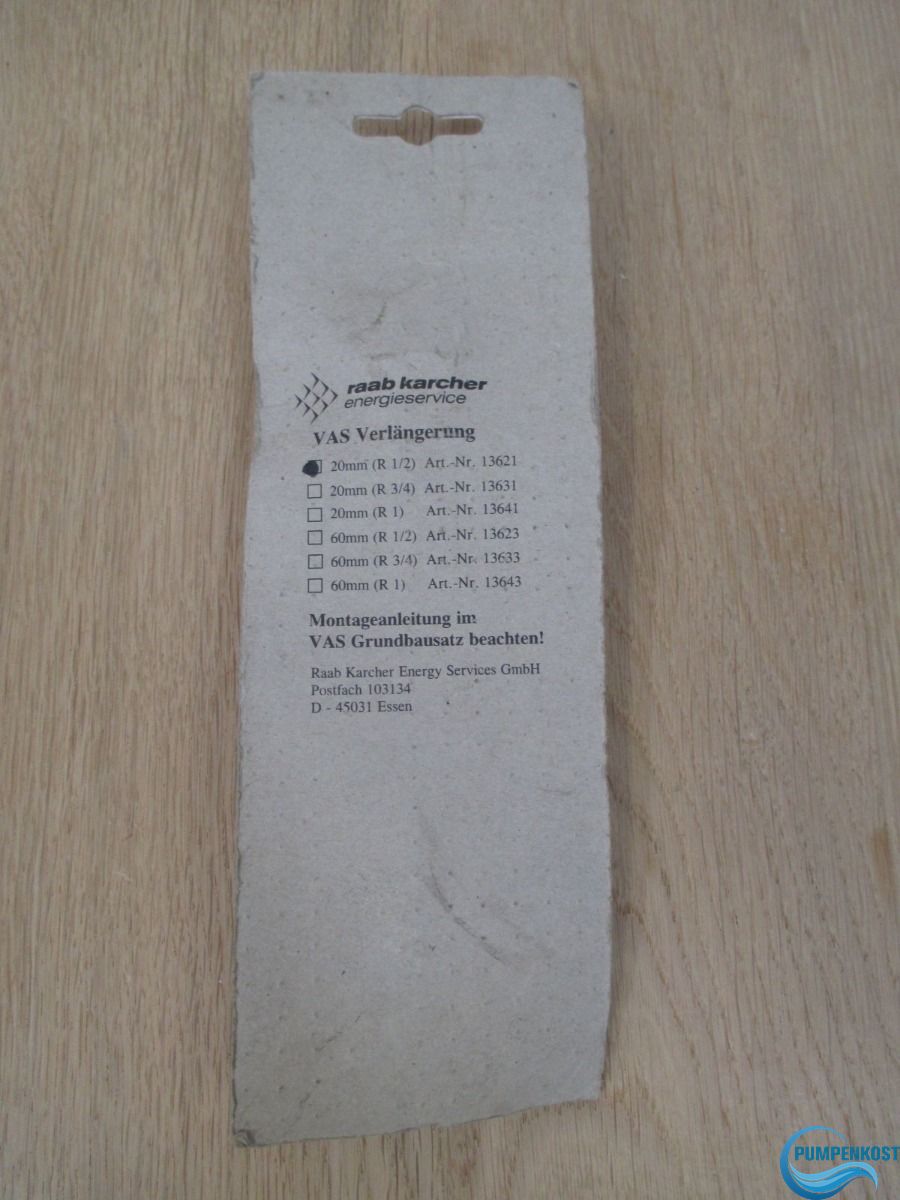 raab karcher
energieservice
VAS Verlängerung
20mm (R 1/2) Art.-Nr. 13621
20mm (R 3/4) Art.-Nr. 13631
20mm (R 1) Art.-Nr. 13641
60mm (R 1/2) Art.-Nr. 13623
60mm (R 3/4) Art.-Nr. 13633
60mm (R 1) Art.-Nr. 13643
Montageanleitung im
VAS Grundbausatz beachten!
Raab Karcher Energy Services GmbH
Postfach 103134
D - 45031 Essen
PUMPENKOST